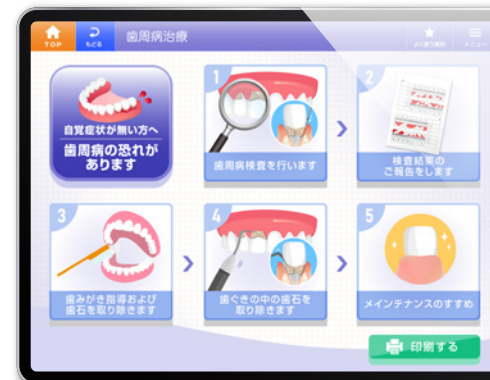 TOP
もどる
歯周病治療
よく使う資料
メニュー
自覚症状が無い方へ
歯周病の恐れが
あります
1
歯周病検査を行います
2
検査結果の
ご報告をします
3
歯みがき指導および
歯石を取り除きます
4
歯ぐきの中の歯石を
取り除きます
5
メインテナンスのすすめ
印刷する